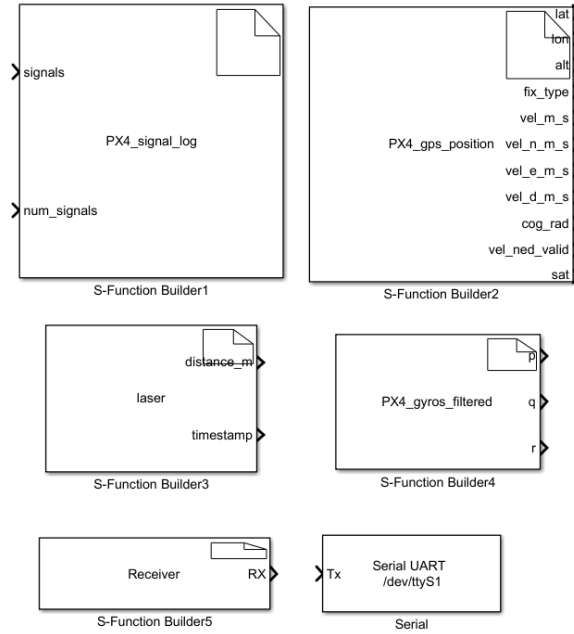 signals
PX4_signal_log
num_signals
S-Function Builder1
lat
lon
alt
fix_type
vel_m_s
PX4_gps_position vel_n_m_s
vel_e_m_s
vel_d_m_s
cog_rad
vel_ned_valid
sat
S-Function Builder2
distance_m
laser
timestamp
S-Function Builder3
p
PX4_gyros_filtered q
r
S-Function Builder4
Receiver RX
S-Function Builder5
Tx
Serial UART
/dev/ttyS1
Serial